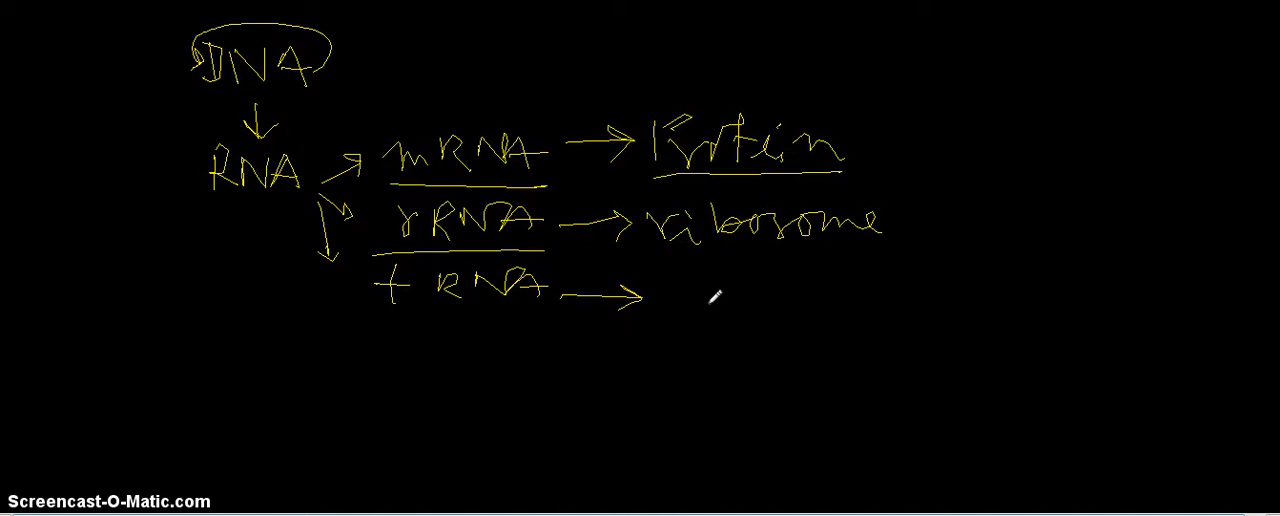 DNA
↓
RNA → mRNA → Protein
rRNA → ribosome
tRNA →
Screencast-O-Matic.com